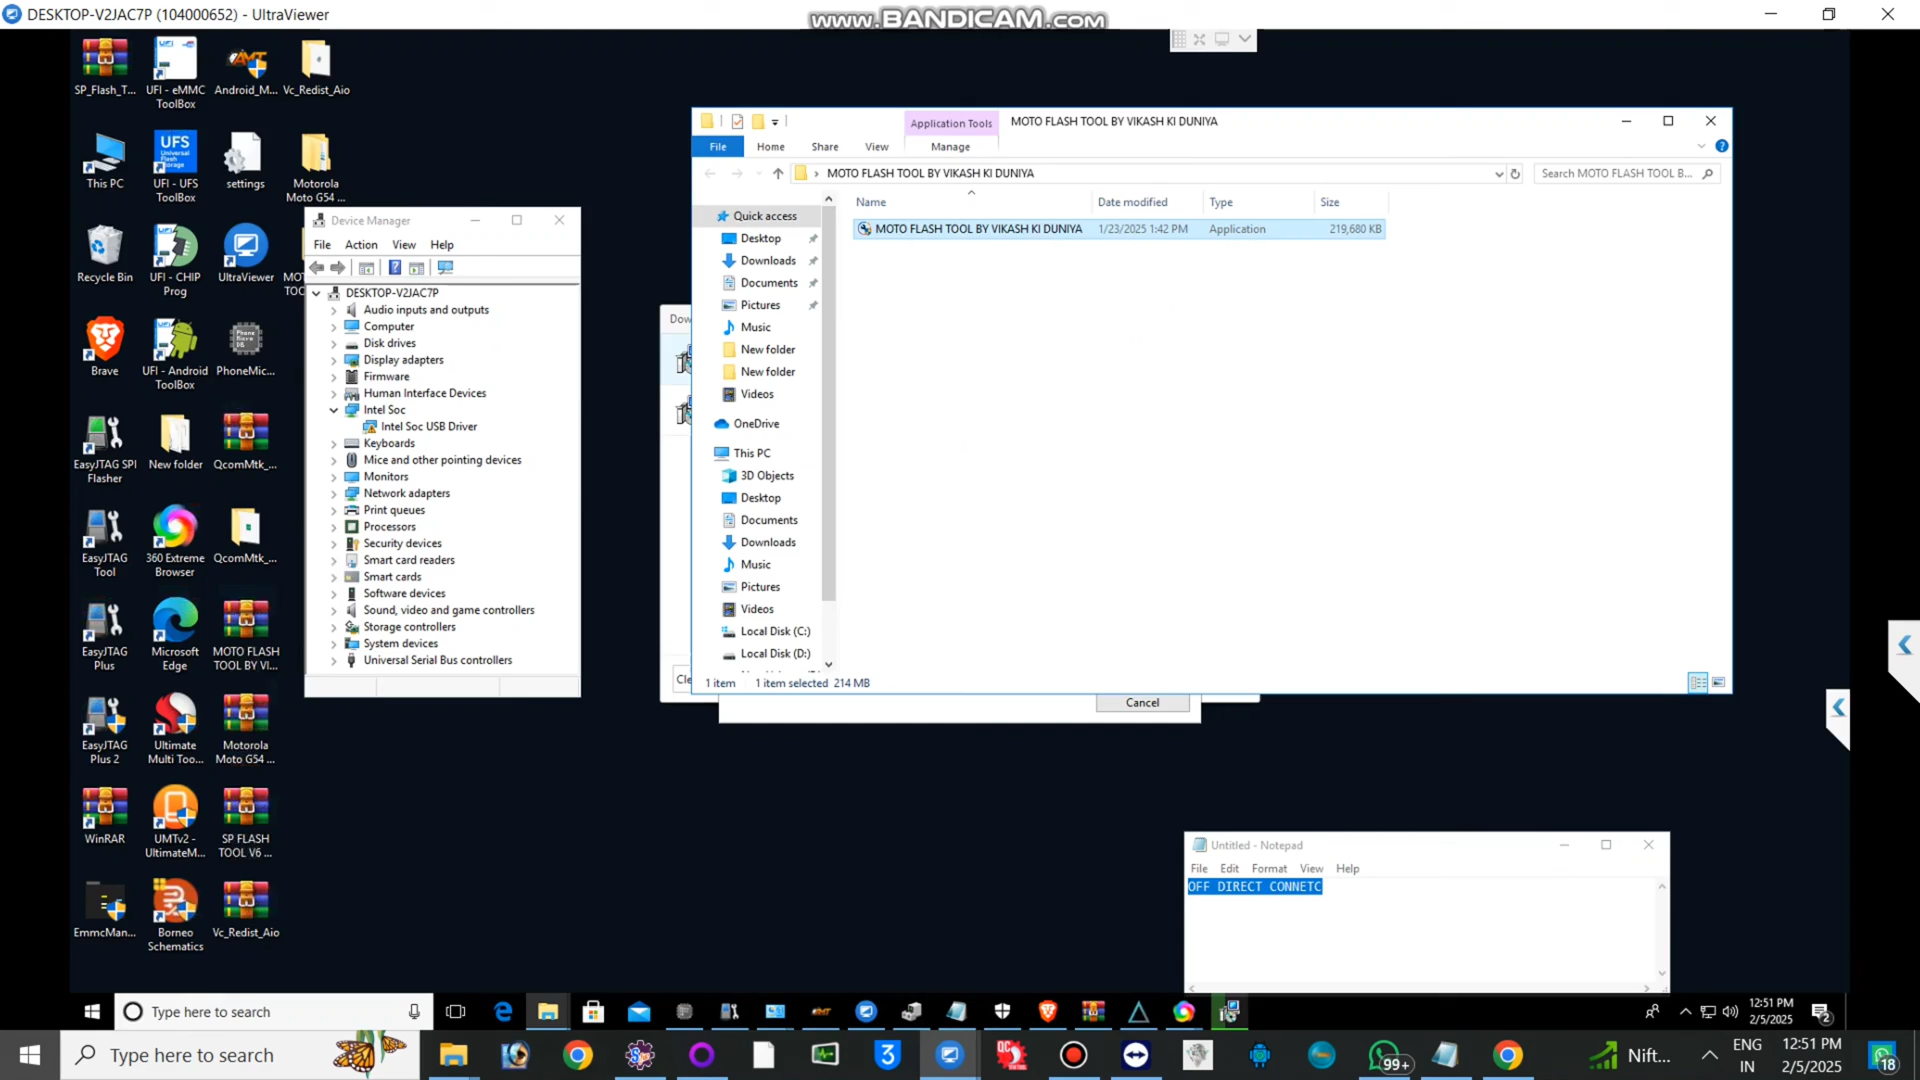 DESKTOP-V2JAC7P (104000652) - UltraViewer
www.BANDICAM.com
SP_Flash_T...
UFI - eMMC ToolBox
Android_M...
Vc_Redist_Aio
This PC
UFI - UFS ToolBox
settings
Motorola Moto G54 ...
Recycle Bin
UFI - CHIP Prog
UltraViewer
Brave
UFI - Android ToolBox
PhoneMic...
EasyJTAG SPI Flasher
New folder
QcomMtk_...
EasyJTAG Tool
360 Extreme Browser
QcomMtk_...
EasyJTAG Plus
Microsoft Edge
MOTO FLASH TOOL BY VI...
EasyJTAG Plus 2
Ultimate Multi Too...
Motorola Moto G54 ...
WinRAR
UMTv2 - UltimateM...
SP FLASH TOOL V6 ...
EmmcMan...
Borneo Schematics
Vc_Redist_Aio
UFS
Device Manager
File Action View Help
DESKTOP-V2JAC7P
Audio inputs and outputs
Computer
Disk drives
Display adapters
Firmware
Human Interface Devices
Intel Soc
Intel Soc USB Driver
Keyboards
Mice and other pointing devices
Monitors
Network adapters
Print queues
Processors
Security devices
Smart card readers
Smart cards
Software devices
Sound, video and game controllers
Storage controllers
System devices
Universal Serial Bus controllers
Application Tools
MOTO FLASH TOOL BY VIKASH KI DUNIYA
File Home Share View Manage
MOTO FLASH TOOL BY VIKASH KI DUNIYA
Search MOTO FLASH TOOL B...
Name Date modified Type Size
MOTO FLASH TOOL BY VIKASH KI DUNIYA 1/23/2025 1:42 PM Application 219,680 KB
Quick access
Desktop
Downloads
Documents
Pictures
Music
New folder
New folder
Videos
OneDrive
This PC
3D Objects
Desktop
Documents
Downloads
Music
Pictures
Videos
Local Disk (C:)
Local Disk (D:)
1 item 1 item selected 214 MB
Cancel
Untitled - Notepad
File Edit Format View Help
OFF DIRECT CONNETC
Type here to search
12:51 PM
2/5/2025
2
Type here to search
99+
Nift...
ENG
IN
12:51 PM
2/5/2025
18